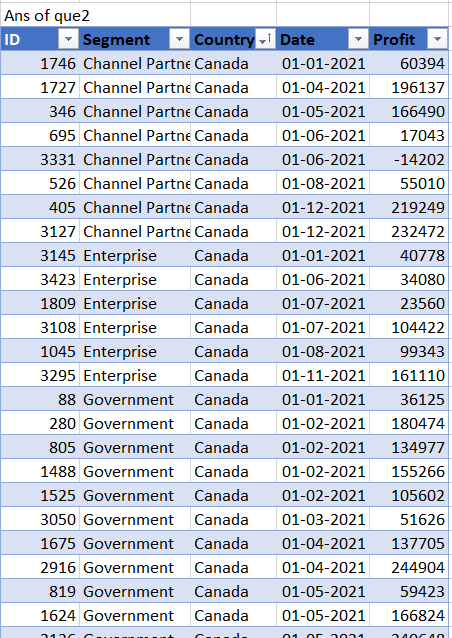 Ans of que2
ID Segment Country Date Profit
1746 Channel Partne Canada 01-01-2021 60394
1727 Channel Partne Canada 01-04-2021 196137
346 Channel Partne Canada 01-05-2021 166490
695 Channel Partne Canada 01-06-2021 17043
3331 Channel Partne Canada 01-06-2021 -14202
526 Channel Partne Canada 01-08-2021 55010
405 Channel Partne Canada 01-12-2021 219249
3127 Channel Partne Canada 01-12-2021 232472
3145 Enterprise Canada 01-01-2021 40778
3423 Enterprise Canada 01-06-2021 34080
1809 Enterprise Canada 01-07-2021 23560
3108 Enterprise Canada 01-07-2021 104422
1045 Enterprise Canada 01-08-2021 99343
3295 Enterprise Canada 01-11-2021 161110
88 Government Canada 01-01-2021 36125
280 Government Canada 01-02-2021 180474
805 Government Canada 01-02-2021 134977
1488 Government Canada 01-02-2021 155266
1525 Government Canada 01-02-2021 105602
3050 Government Canada 01-03-2021 51626
1675 Government Canada 01-04-2021 137705
2916 Government Canada 01-04-2021 244904
819 Government Canada 01-05-2021 59423
1624 Government Canada 01-05-2021 166824
Government Canada 01-05-2021